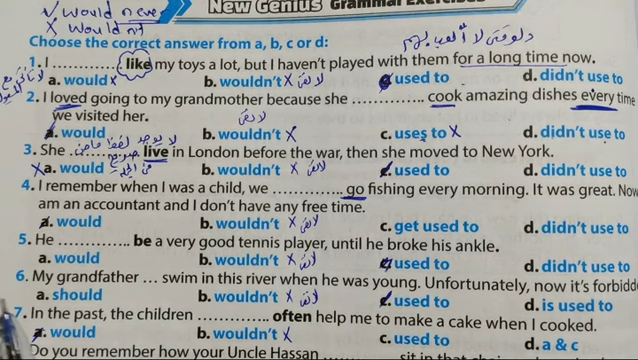 √ would never
X would n't
New Genius Grammar Exercises
Choose the correct answer from a, b, c or d:
1. I ............ like my toys a lot, but I haven't played with them for a long time now.
a. would X b. wouldn't X c. used to d. didn't use to
2. I loved going to my grandmother because she ............ cook amazing dishes every time
we visited her.
a. would b. wouldn't X c. uses to X d. didn't use to
3. She ............ live in London before the war, then she moved to New York.
X a. would b. wouldn't X c. used to d. didn't use to
4. I remember when I was a child, we ............ go fishing every morning. It was great. Now
am an accountant and I don't have any free time.
a. would b. wouldn't X c. get used to d. didn't use to
5. He ............ be a very good tennis player, until he broke his ankle.
a. would b. wouldn't X c. used to d. didn't use to
6. My grandfather ... swim in this river when he was young. Unfortunately, now it's forbidd
a. should b. wouldn't X c. used to d. is used to
7. In the past, the children ............ often help me to make a cake when I cooked.
a. would b. wouldn't X c. used to d. a & c
Do you remember how your Uncle Hassan ............ sit in that